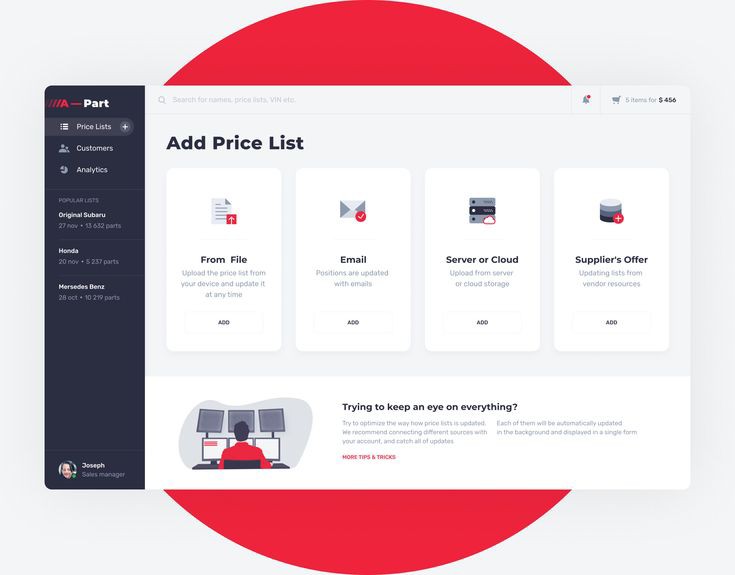 ////A — Part
Search for names, price lists, VIN etc.
5 items for $ 456
Price Lists +
Customers
Analytics
POPULAR LISTS
Original Subaru
27 nov • 13 632 parts
Honda
20 nov • 5 237 parts
Mersedes Benz
28 oct • 10 219 parts
Joseph
Sales manager
Add Price List
From File
Upload the price list from
your device and update it
at any time
ADD
Email
Positions are updated
with emails
ADD
Server or Cloud
Upload from server
or cloud storage
ADD
Supplier's Offer
Updating lists from
vendor resources
ADD
Trying to keep an eye on everything?
Try to optimize the way how price lists is updated.
We recommend connecting different sources with
your account, and catch all of updates
Each of them will be automatically updated
in the background and displayed in a single form
MORE TIPS & TRICKS